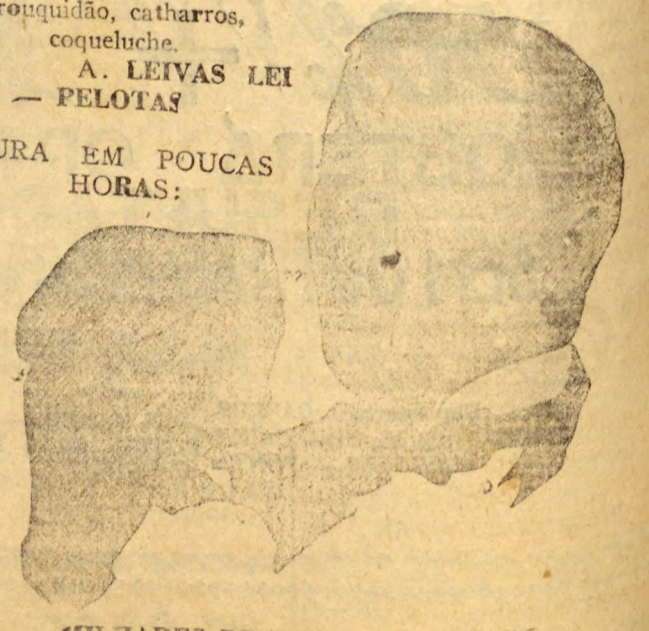 rouquidão, catharros,
coqueluche.
A. LEIVAS LEI
— PELOTAS
URA EM POUCAS
HORAS: